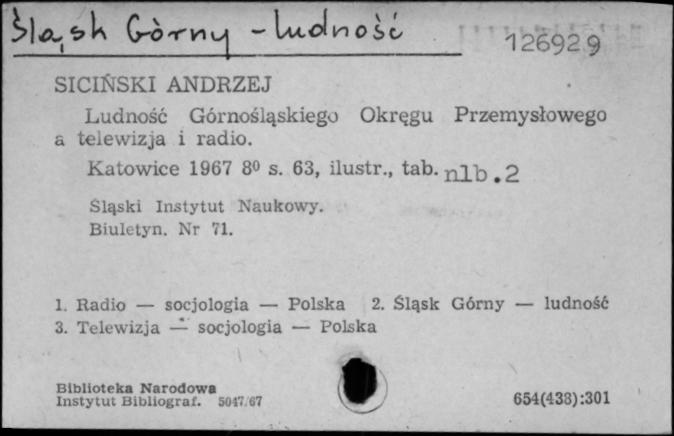 Śląsk Górny - ludność
126929
SICIŃSKI ANDRZEJ
Ludność Górnośląskiego Okręgu Przemysłowego
a telewizja i radio.
Katowice 1967 8⁰ s. 63, ilustr., tab. nlb. 2
Śląski Instytut Naukowy.
Biuletyn. Nr 71.
1. Radio — socjologia — Polska 2. Śląsk Górny — ludność
3. Telewizja — socjologia — Polska
Biblioteka Narodowa
Instytut Bibliograf. 5047/67
654(438):301